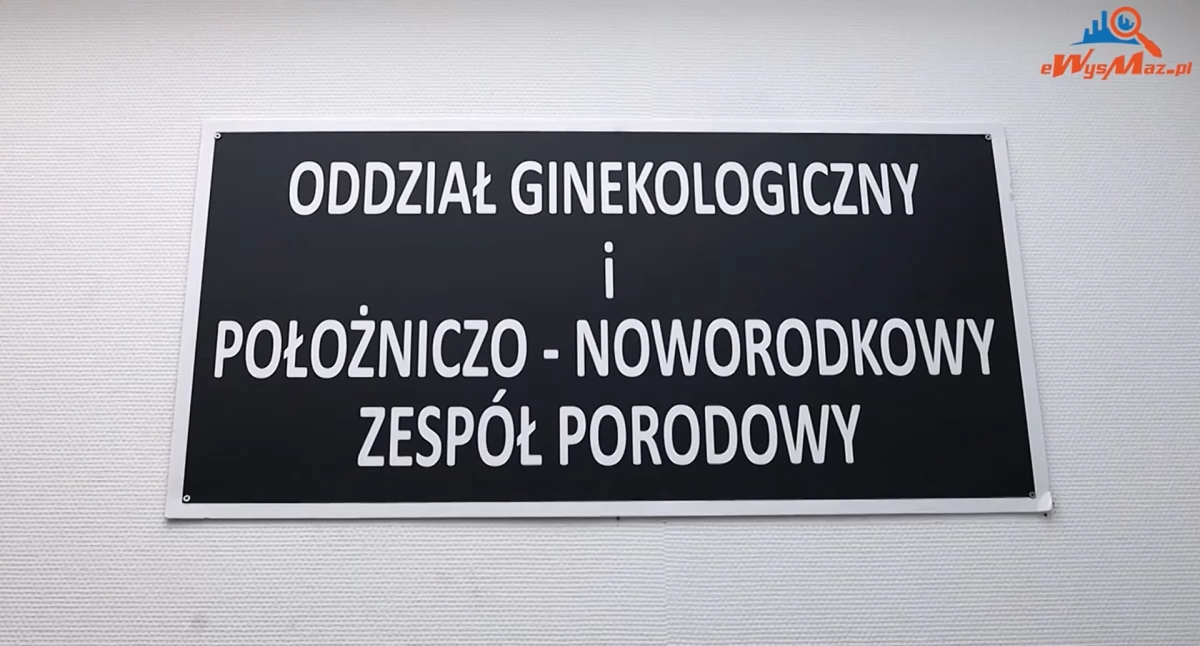 eWysMaz.pl
ODDZIAŁ GINEKOLOGICZNY
i
POŁOŻNICZO - NOWORODKOWY
ZESPÓŁ PORODOWY